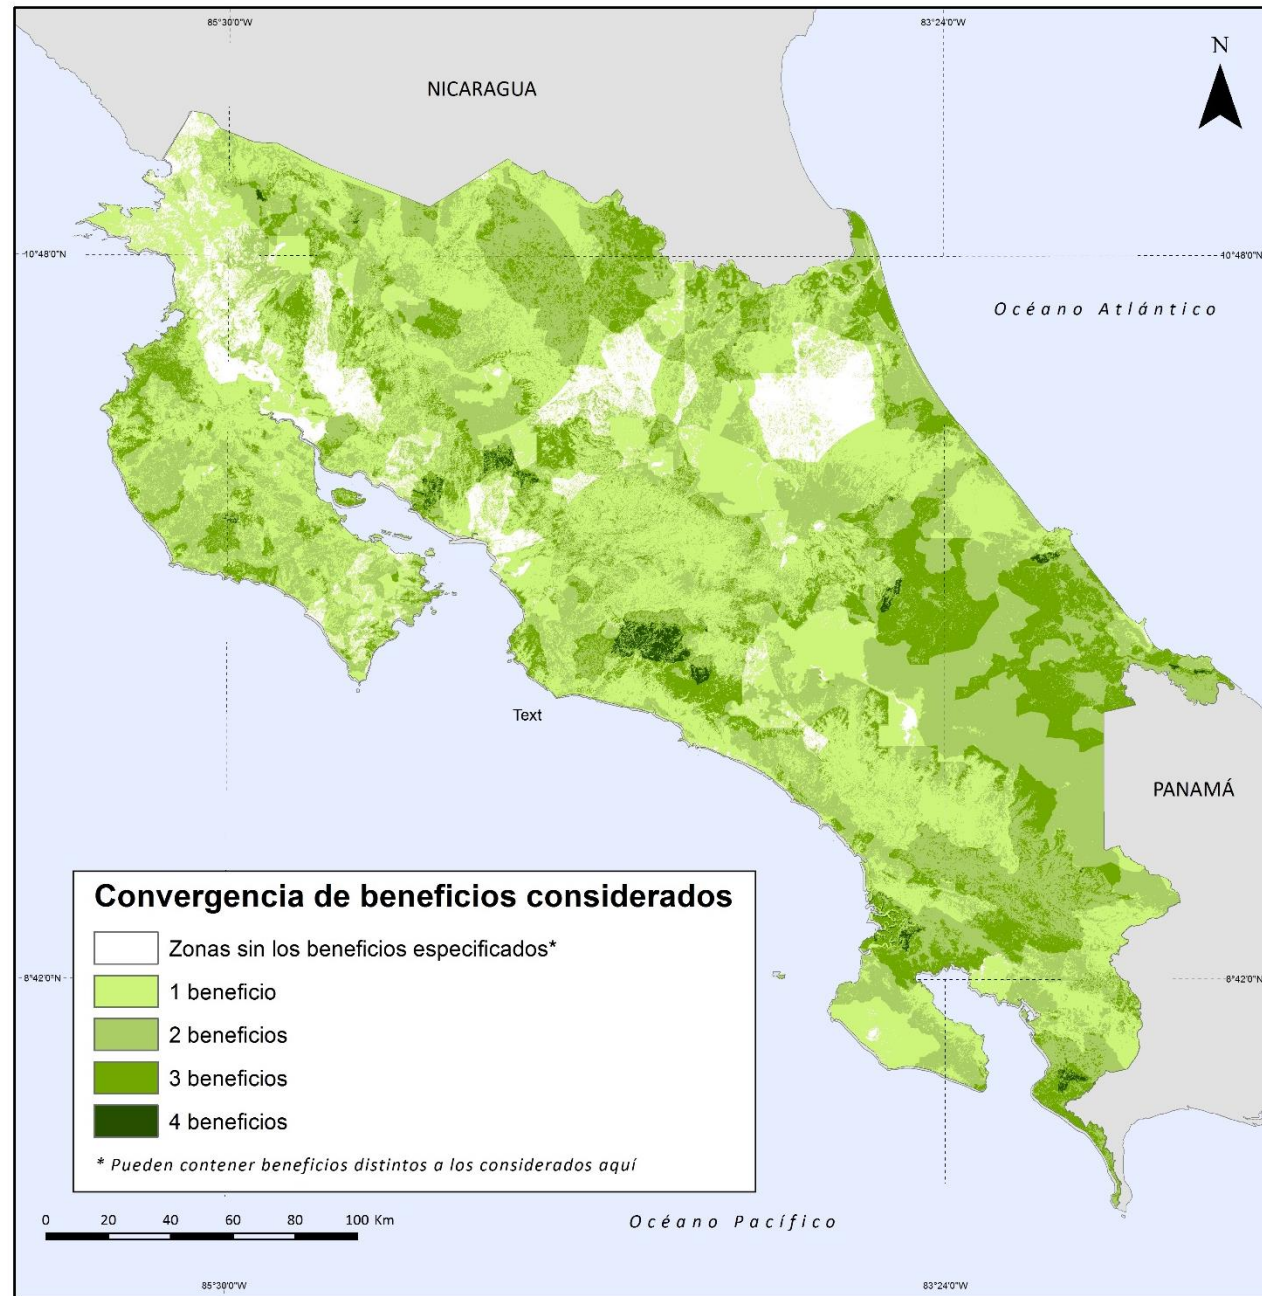 85°30'0"W
83°24'0"W
N
NICARAGUA
10°48'0"N
10°48'0"N
Océano Atlántico
Text
PANAMÁ
Convergencia de beneficios considerados
Zonas sin los beneficios especificados*
1 beneficio
2 beneficios
3 beneficios
4 beneficios
* Pueden contener beneficios distintos a los considerados aquí
8°42'0"N
8°42'0"N
0 20 40 60 80 100 Km
Océano Pacífico
85°30'0"W
83°24'0"W